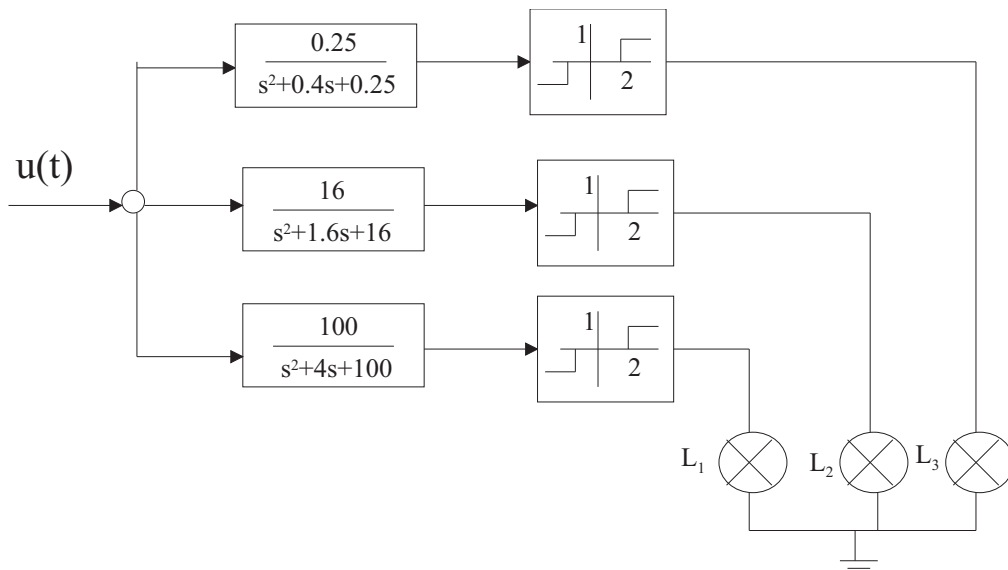 0.25
s²+0.4s+0.25
1
2
u(t)
16
s²+1.6s+16
1
2
100
s²+4s+100
1
2
L₁
L₂
L₃